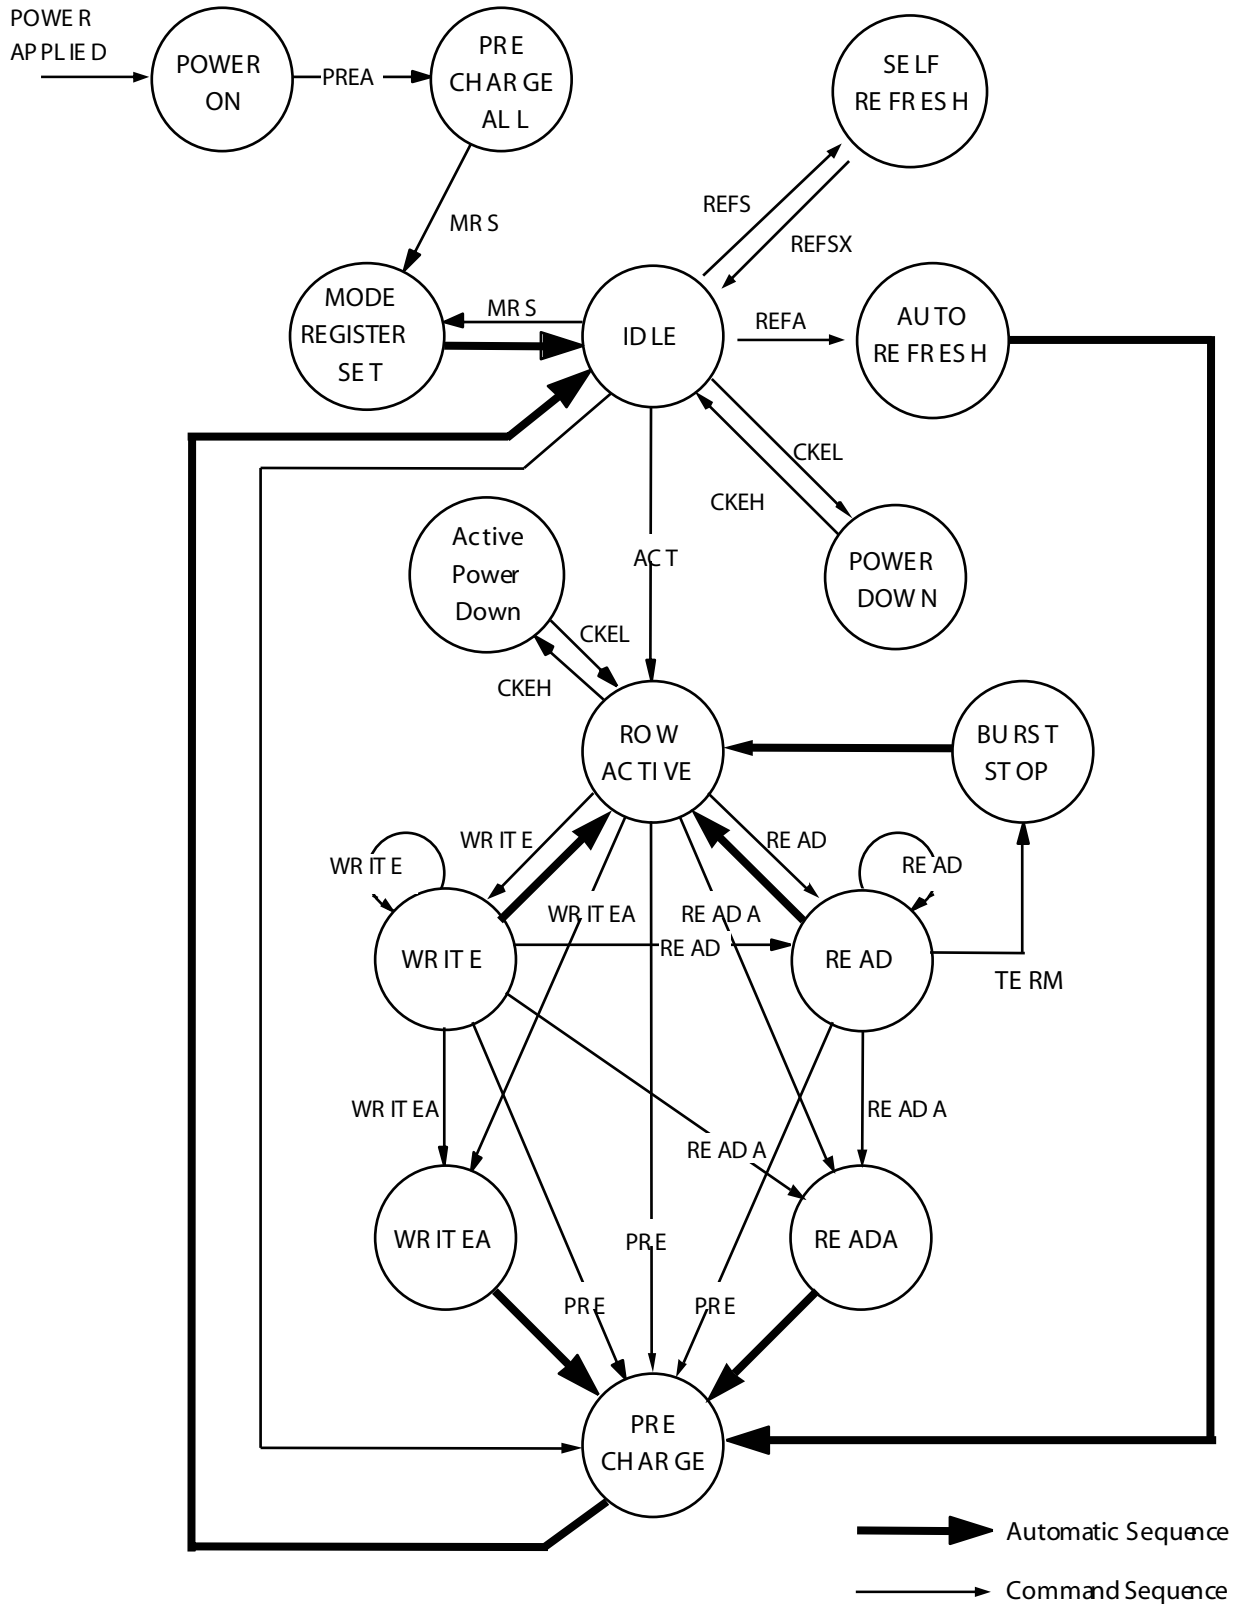 POWER
APPLIED
POWER
ON
PREA
PRE
CHARGE
ALL
SELF
REFRESH
MRS
REFS
REFSX
MODE
REGISTER
SET
MRS
IDLE
REFA
AUTO
REFRESH
CKEL
CKEH
POWER
DOWN
Active
Power
Down
ACT
CKEL
CKEH
ROW
ACTIVE
BURST
STOP
WRITE
WRITE
READ
READ
WRITEA
READA
READ
WRITE
READ
TERM
WRITEA
READA
READA
WRITEA
PRE
READA
PRE
PRE
PRE
CHARGE
Automatic Sequence
Command Sequence